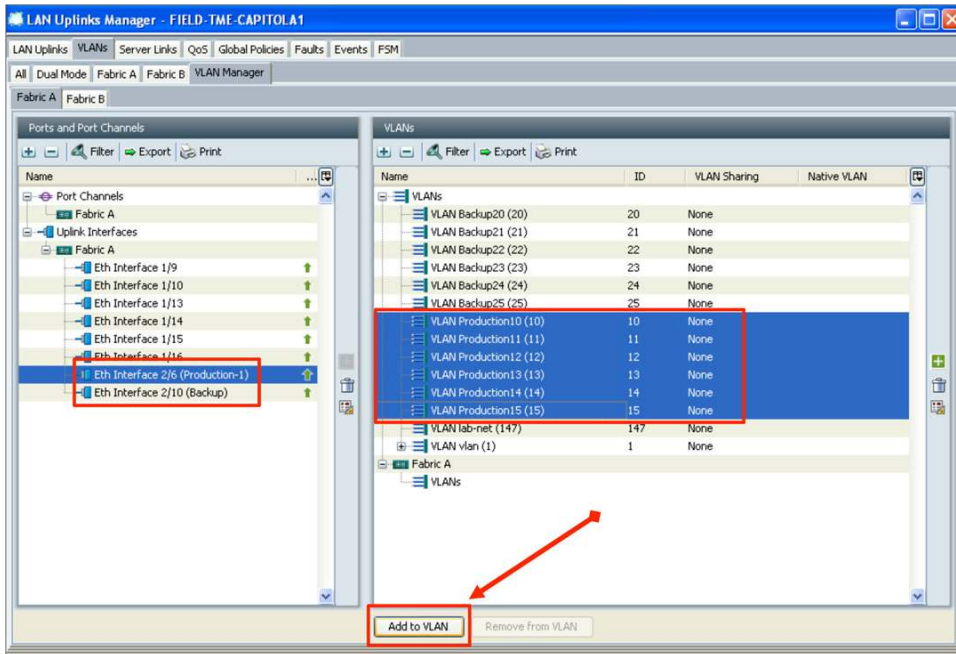 LAN Uplinks Manager - FIELD-TME-CAPITOLA1
LAN Uplinks VLANs Server Links QoS Global Policies Faults Events FSM
All Dual Mode Fabric A Fabric B VLAN Manager
Fabric A Fabric B
Ports and Port Channels
Filter Export Print
Name ...
Port Channels
Fabric A
Uplink Interfaces
Fabric A
Eth Interface 1/9
Eth Interface 1/10
Eth Interface 1/13
Eth Interface 1/14
Eth Interface 1/15
Eth Interface 1/16
Eth Interface 2/6 (Production-1)
Eth Interface 2/10 (Backup)
VLANs
Filter Export Print
Name ID VLAN Sharing Native VLAN
VLANs
VLAN Backup20 (20) 20 None
VLAN Backup21 (21) 21 None
VLAN Backup22 (22) 22 None
VLAN Backup23 (23) 23 None
VLAN Backup24 (24) 24 None
VLAN Backup25 (25) 25 None
VLAN Production10 (10) 10 None
VLAN Production11 (11) 11 None
VLAN Production12 (12) 12 None
VLAN Production13 (13) 13 None
VLAN Production14 (14) 14 None
VLAN Production15 (15) 15 None
VLAN lab-net (147) 147 None
VLAN vlan (1) 1 None
Fabric A
VLANs
Add to VLAN Remove from VLAN